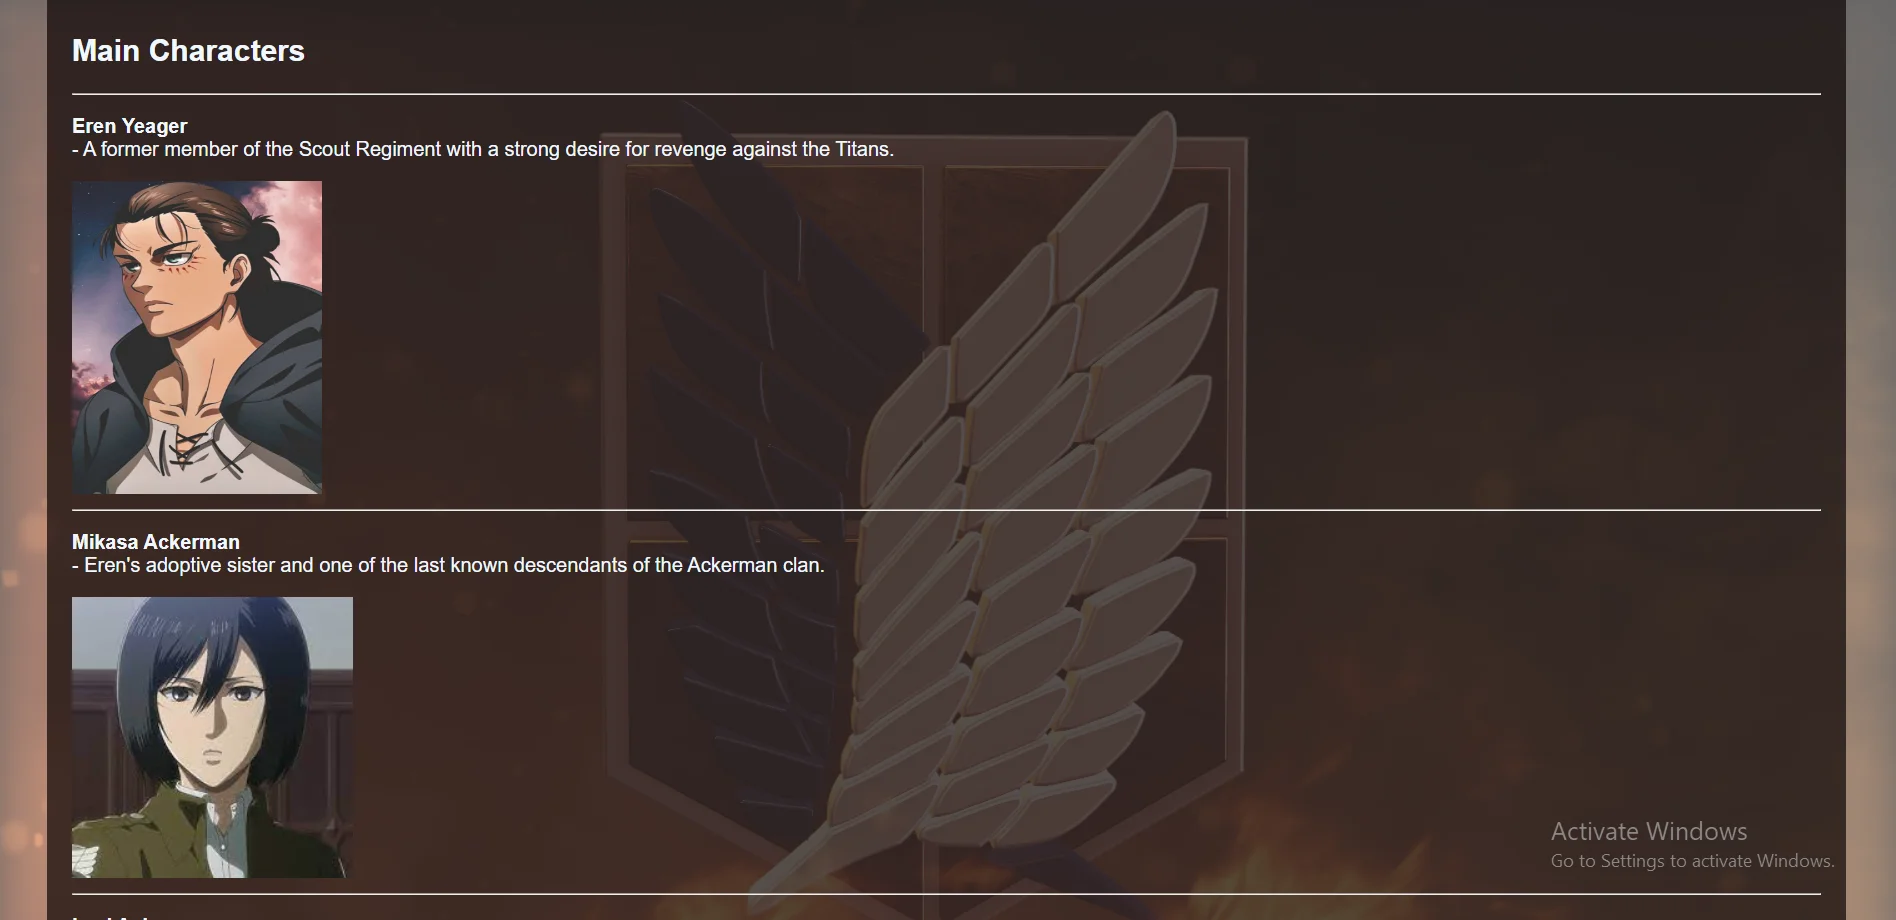 Main Characters
Eren Yeager
- A former member of the Scout Regiment with a strong desire for revenge against the Titans.
Mikasa Ackerman
- Eren's adoptive sister and one of the last known descendants of the Ackerman clan.
Activate Windows
Go to Settings to activate Windows.